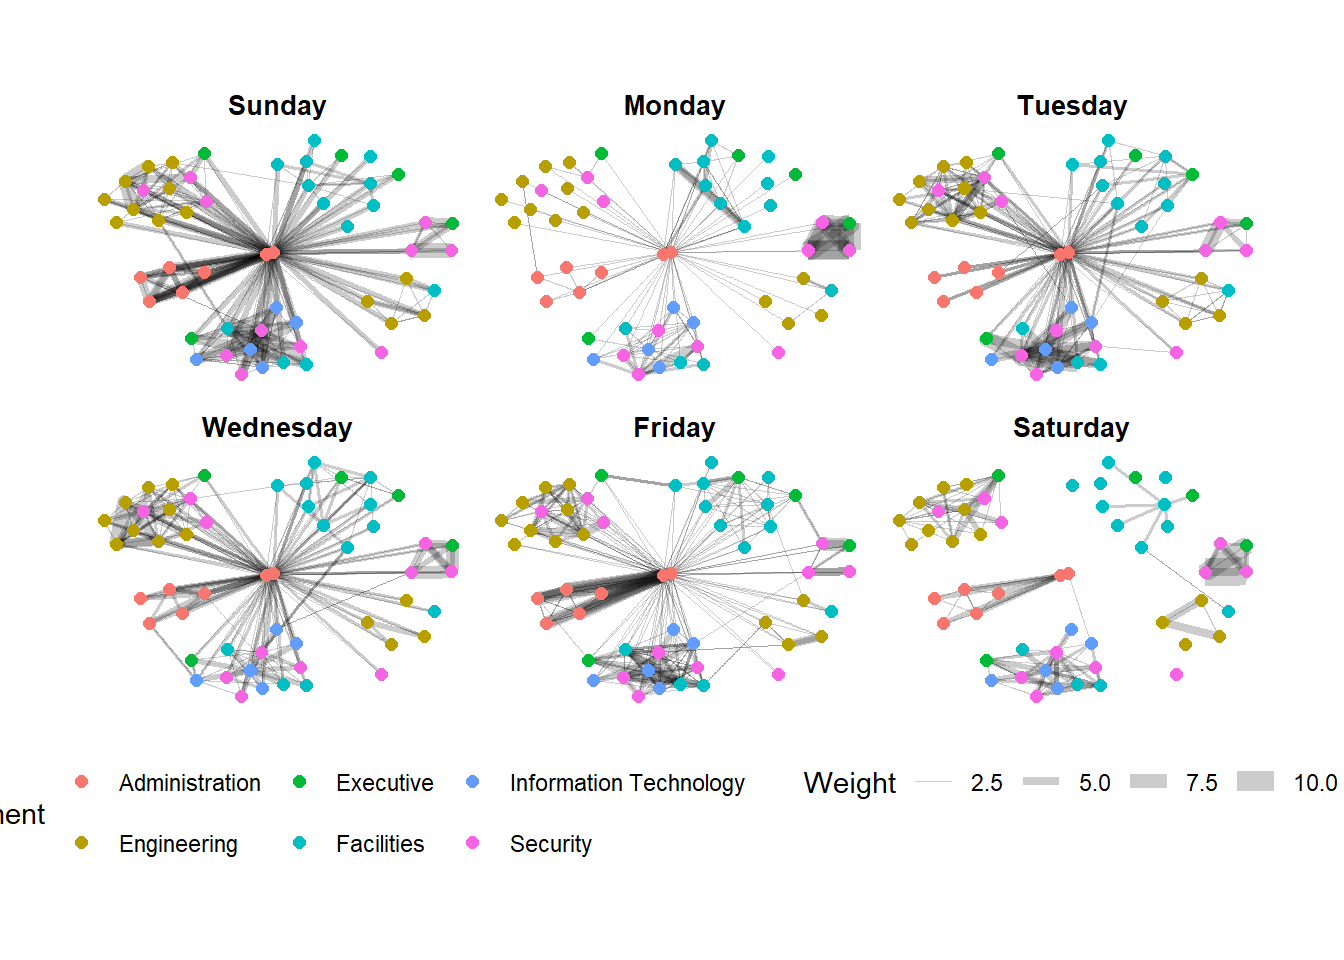 Sunday Monday Tuesday
Wednesday Friday Saturday
Administration Executive Information Technology Weight 2.5 5.0 7.5 10.0
Engineering Facilities Security